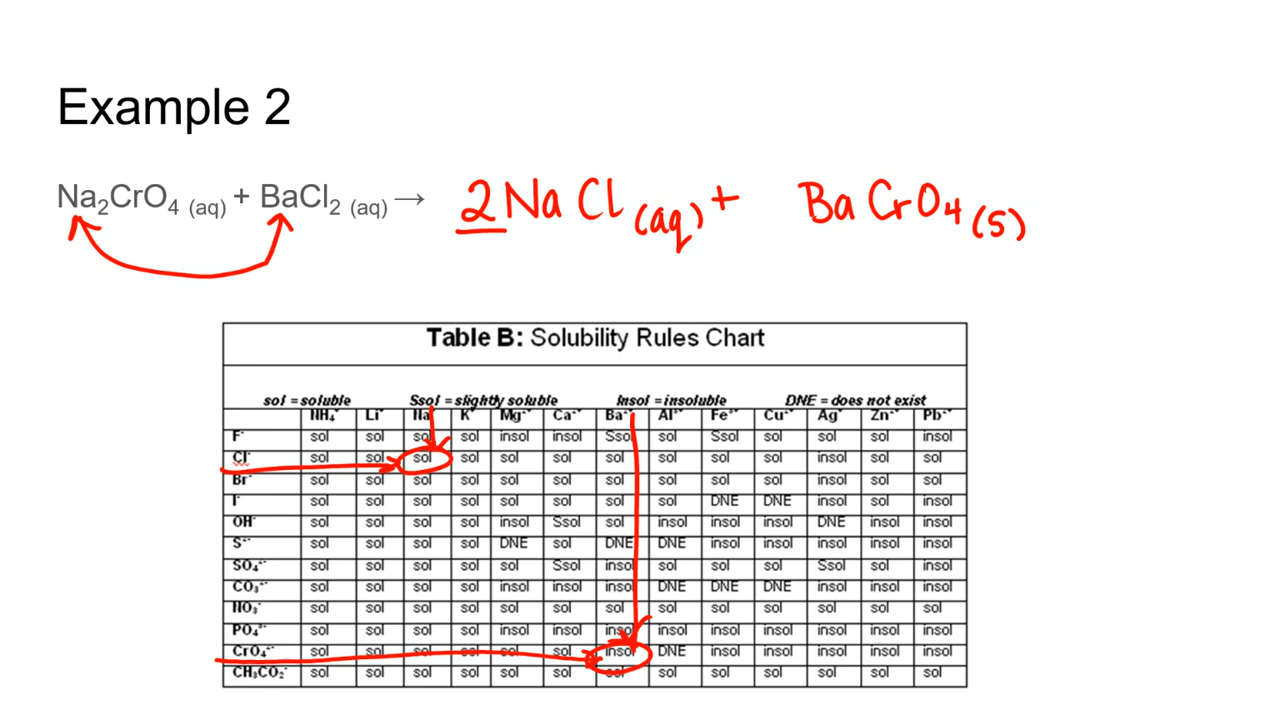 Example 2
Na₂CrO₄ (aq) + BaCl₂ (aq) → 2NaCl (aq) + BaCrO₄ (s)
Table B: Solubility Rules Chart
sol = soluble Ssol = slightly soluble Insol = insoluble DNE = does not exist
NH₄⁺ Li⁺ Na⁺ K⁺ Mg²⁺ Ca²⁺ Ba²⁺ Al³⁺ Fe³⁺ Cu²⁺ Ag⁺ Zn²⁺ Pb²⁺
F⁻ sol sol sol sol insol insol Ssol sol Ssol sol sol sol insol
Cl⁻ sol sol sol sol sol sol sol sol sol sol insol sol sol
Br⁻ sol sol sol sol sol sol sol sol sol sol insol sol sol
I⁻ sol sol sol sol sol sol sol sol DNE DNE insol sol insol
OH⁻ sol sol sol sol insol Ssol sol insol insol insol DNE insol insol
S²⁻ sol sol sol sol DNE sol DNE DNE insol insol insol insol insol
SO₄²⁻ sol sol sol sol sol Ssol insol sol sol sol Ssol sol insol
CO₃²⁻ sol sol sol sol insol insol insol DNE DNE DNE insol insol insol
NO₃⁻ sol sol sol sol sol sol sol sol sol sol sol sol sol
PO₄³⁻ sol sol sol sol insol insol insol insol insol insol insol insol insol
CrO₄²⁻ sol sol sol sol sol sol insol DNE insol insol insol insol insol
CH₃CO₂⁻ sol sol sol sol sol sol sol sol sol sol sol sol sol